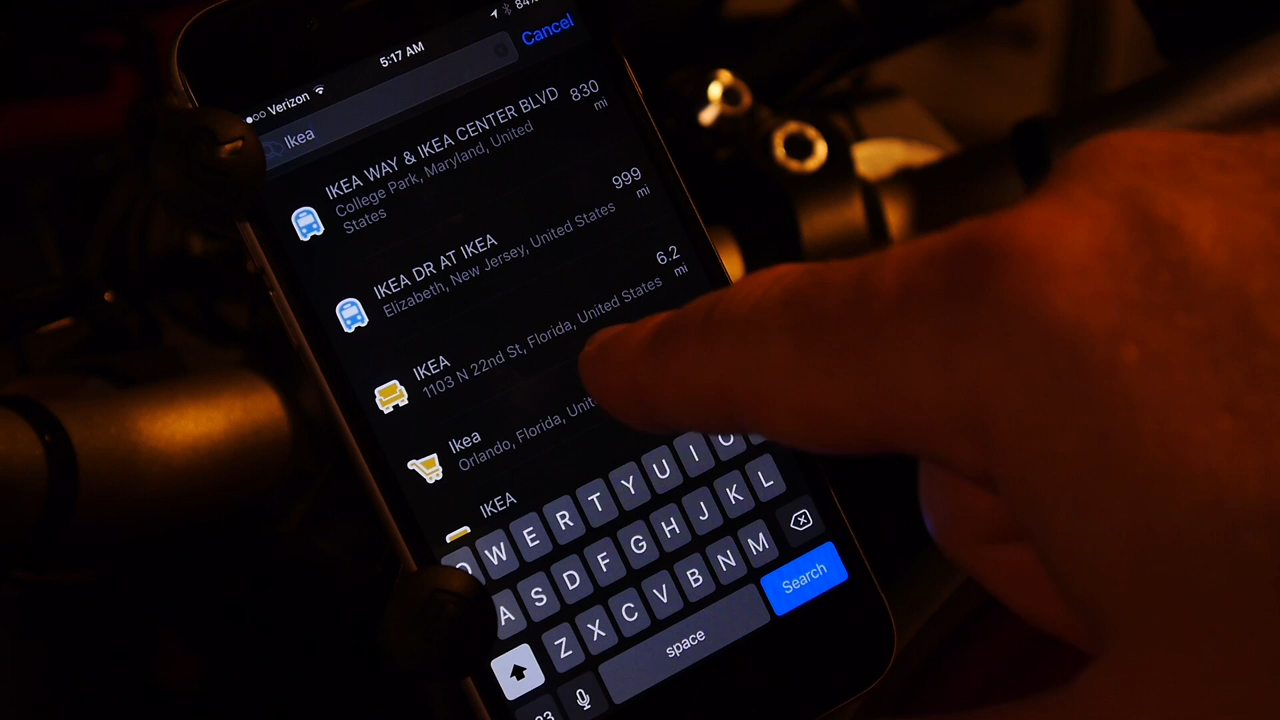 84%
5:17 AM
Verizon
Cancel
Ikea
IKEA WAY & IKEA CENTER BLVD
College Park, Maryland, United
States
830
mi
IKEA DR AT IKEA
Elizabeth, New Jersey, United States
999
mi
IKEA
1103 N 22nd St, Florida, United States
6.2
mi
Ikea
Orlando, Florida,
IKEA
W E R T Y U I
A S D F G H J K L
Z X C V B N M
space
Search